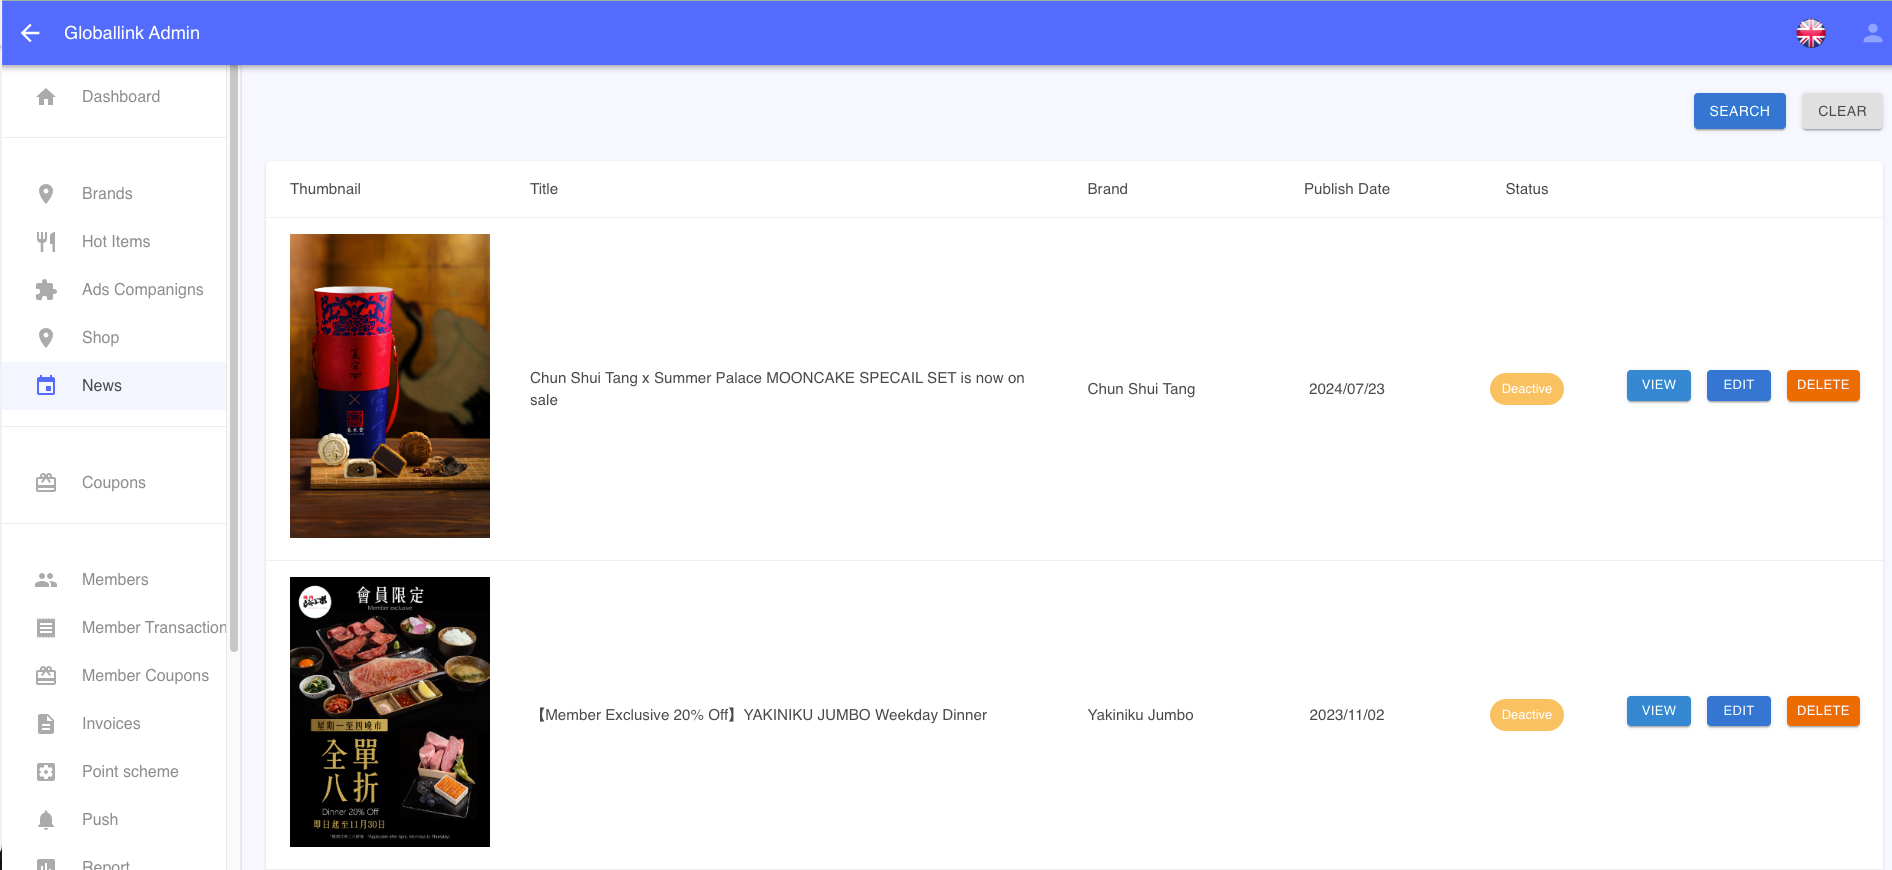 Globallink Admin
Dashboard
Brands
Hot Items
Ads Companigns
Shop
News
Coupons
Members
Member Transaction
Member Coupons
Invoices
Point scheme
Push
Report
SEARCH
CLEAR
Thumbnail Title Brand Publish Date Status
Chun Shui Tang x Summer Palace MOONCAKE SPECAIL SET is now on
sale
Chun Shui Tang
2024/07/23
Deactive
VIEW EDIT DELETE
會員限定
Member exclusive
星期一至四晚市
全單
八折
Dinner 20% Off
即日起至11月30日
【Member Exclusive 20% Off】YAKINIKU JUMBO Weekday Dinner
Yakiniku Jumbo
2023/11/02
Deactive
VIEW EDIT DELETE